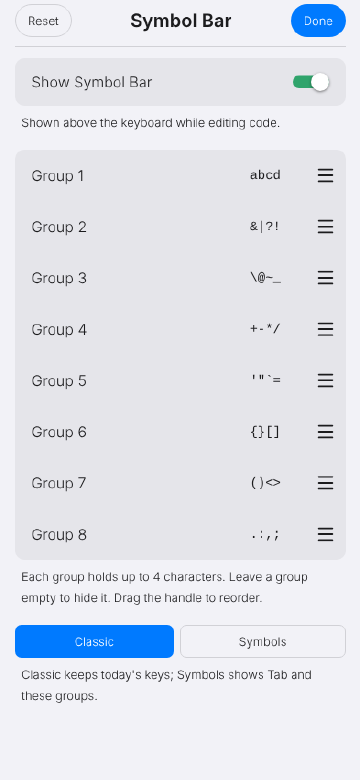 Reset Symbol Bar Done
Show Symbol Bar
Shown above the keyboard while editing code.
Group 1 abcd
Group 2 &|?!
Group 3 \@~_
Group 4 +-*/
Group 5 '"`=
Group 6 {}[]
Group 7 ()<>
Group 8 .:,;
Each group holds up to 4 characters. Leave a group
empty to hide it. Drag the handle to reorder.
Classic Symbols
Classic keeps today's keys; Symbols shows Tab and
these groups.